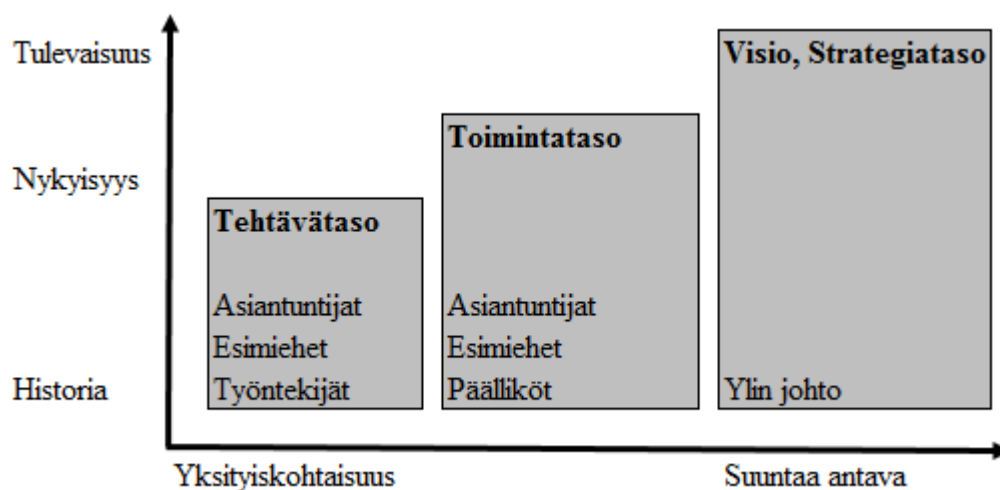 Tulevaisuus
Nykyisyys
Historia
Tehtävätaso
Asiantuntijat
Esimiehet
Työntekijät
Toimintataso
Asiantuntijat
Esimiehet
Päälliköt
Visio, Strategiataso
Ylin johto
Yksityiskohtaisuus
Suuntaa antava